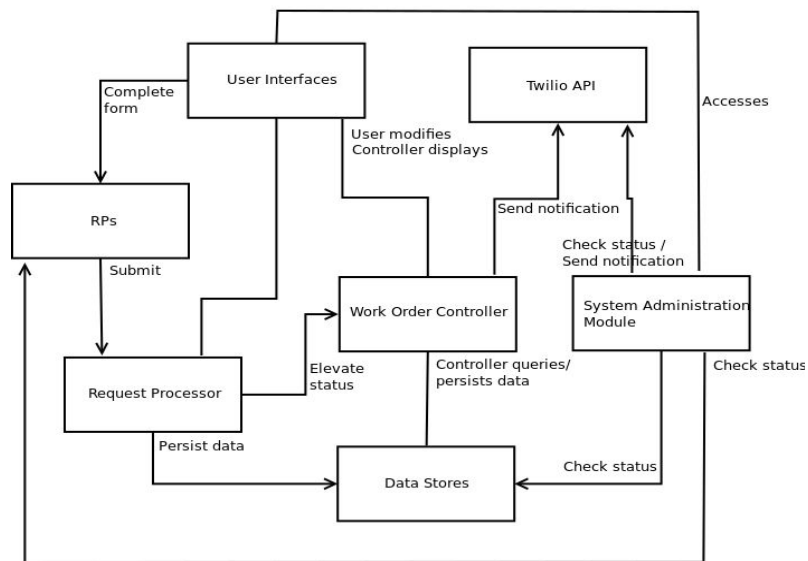 User Interfaces
Twilio API
Complete
form
Accesses
User modifies
Controller displays
RPs
Send notification
Submit
Check status /
Send notification
Work Order Controller
System Administration
Module
Elevate
status
Controller queries/
persists data
Check status
Request Processor
Persist data
Check status
Data Stores